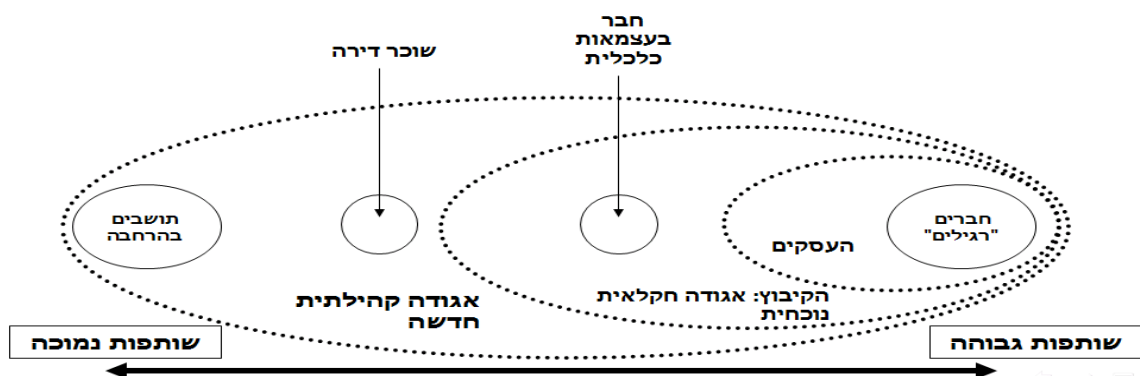 חבר
בעצמאות
כלכלית
שוכר דירה
חברים
"רגילים"
העסקים
תושבים
בהרחבה
הקיבוץ: אגודה חקלאית
נוכחית
אגודה קהילתית
חדשה
שותפות גבוהה
שותפות נמוכה